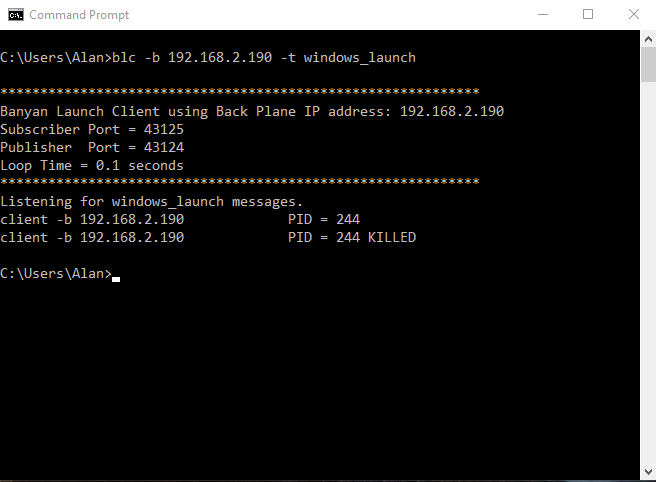 Command Prompt
C:\Users\Alan>blc -b 192.168.2.190 -t windows_launch
************************************************************
Banyan Launch Client using Back Plane IP address: 192.168.2.190
Subscriber Port = 43125
Publisher  Port = 43124
Loop Time = 0.1 seconds
************************************************************
Listening for windows_launch messages.
client -b 192.168.2.190             PID = 244
client -b 192.168.2.190             PID = 244 KILLED
C:\Users\Alan>